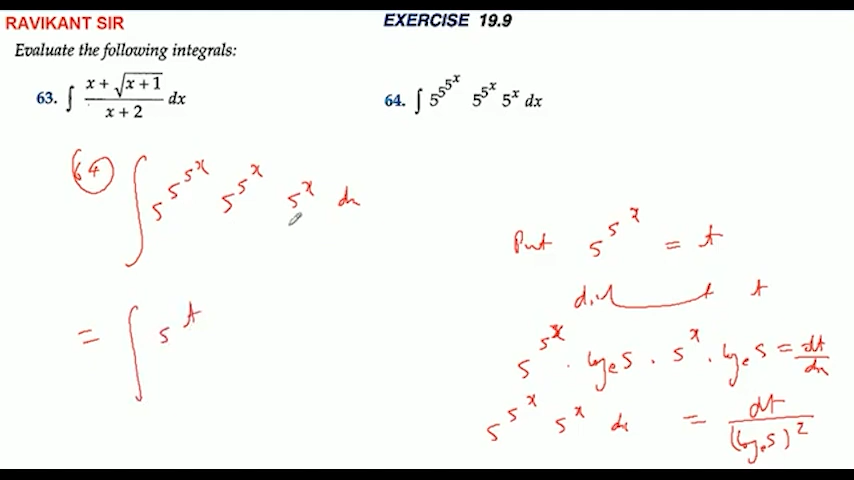 RAVIKANT SIR
EXERCISE 19.9
Evaluate the following integrals:
63. ∫ (x + √(x + 1))/(x + 2) dx
64. ∫ 5^(5^(5^x)) 5^(5^x) 5^x dx
(64) ∫ 5^(5^(5^x)) 5^(5^x) 5^x dx
= ∫ 5^t
Put 5^(5^x) = t
t
5^(5^x) · log_e 5 · 5^x · log_e 5 = dt/dx
5^(5^x) 5^x dx = dt/(log_e 5)^2